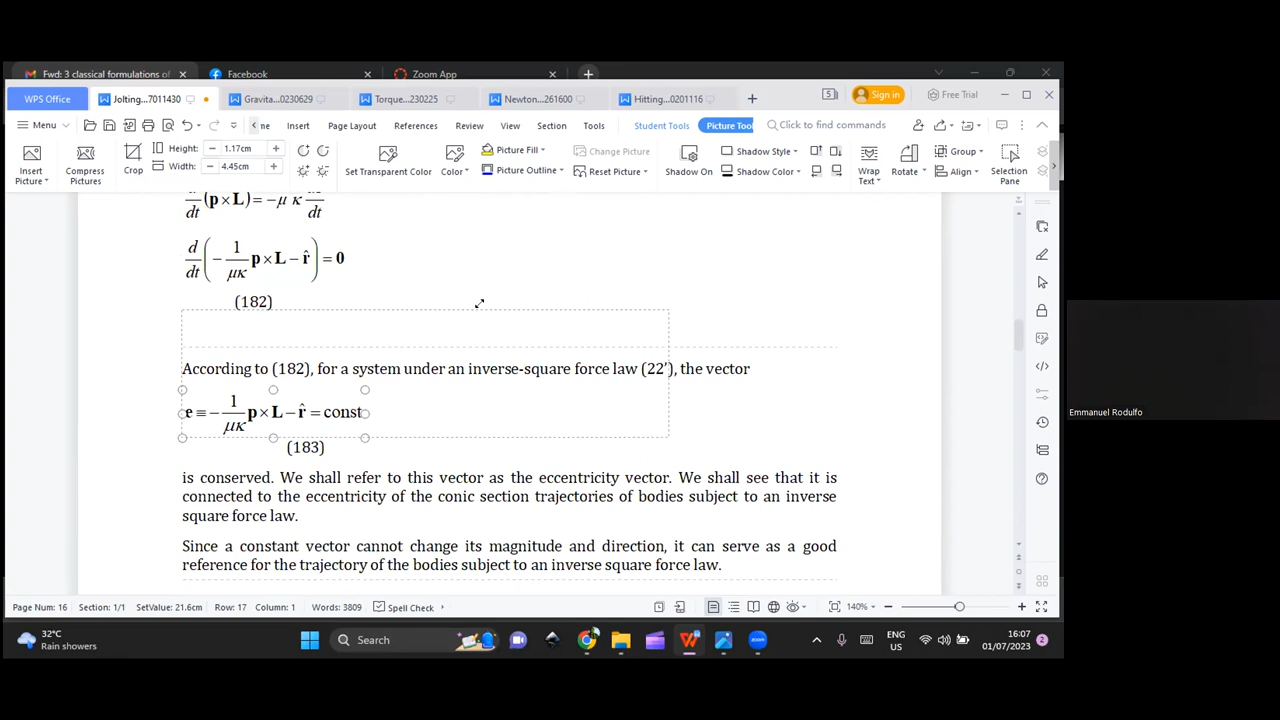 Fwd: 3 classical formulations of
Facebook
Zoom App
WPS Office
Jolting...7011430
Gravita...0230629
Torque...230225
Newton...261600
Hitting...0201116
Sign in
Free Trial
Menu
ne
Insert
Page Layout
References
Review
View
Section
Tools
Student Tools
Picture Tool
Click to find commands
Insert Picture
Compress Pictures
Crop
Height: 1.17cm
Width: 4.45cm
Set Transparent Color
Color
Picture Fill
Picture Outline
Change Picture
Reset Picture
Shadow On
Shadow Style
Shadow Color
Wrap Text
Rotate
Group
Align
Selection Pane
dt (p×L) = −μ κ dt
d/dt (− 1/μκ p×L − r̂) = 0
(182)
According to (182), for a system under an inverse-square force law (22'), the vector
e ≡ − 1/μκ p×L − r̂ = const
(183)
is conserved. We shall refer to this vector as the eccentricity vector. We shall see that it is
connected to the eccentricity of the conic section trajectories of bodies subject to an inverse
square force law.
Since a constant vector cannot change its magnitude and direction, it can serve as a good
reference for the trajectory of the bodies subject to an inverse square force law.
Emmanuel Rodulfo
Page Num: 16
Section: 1/1
SetValue: 21.6cm
Row: 17
Column: 1
Words: 3809
Spell Check
140%
32°C
Rain showers
Search
ENG
US
16:07
01/07/2023
2